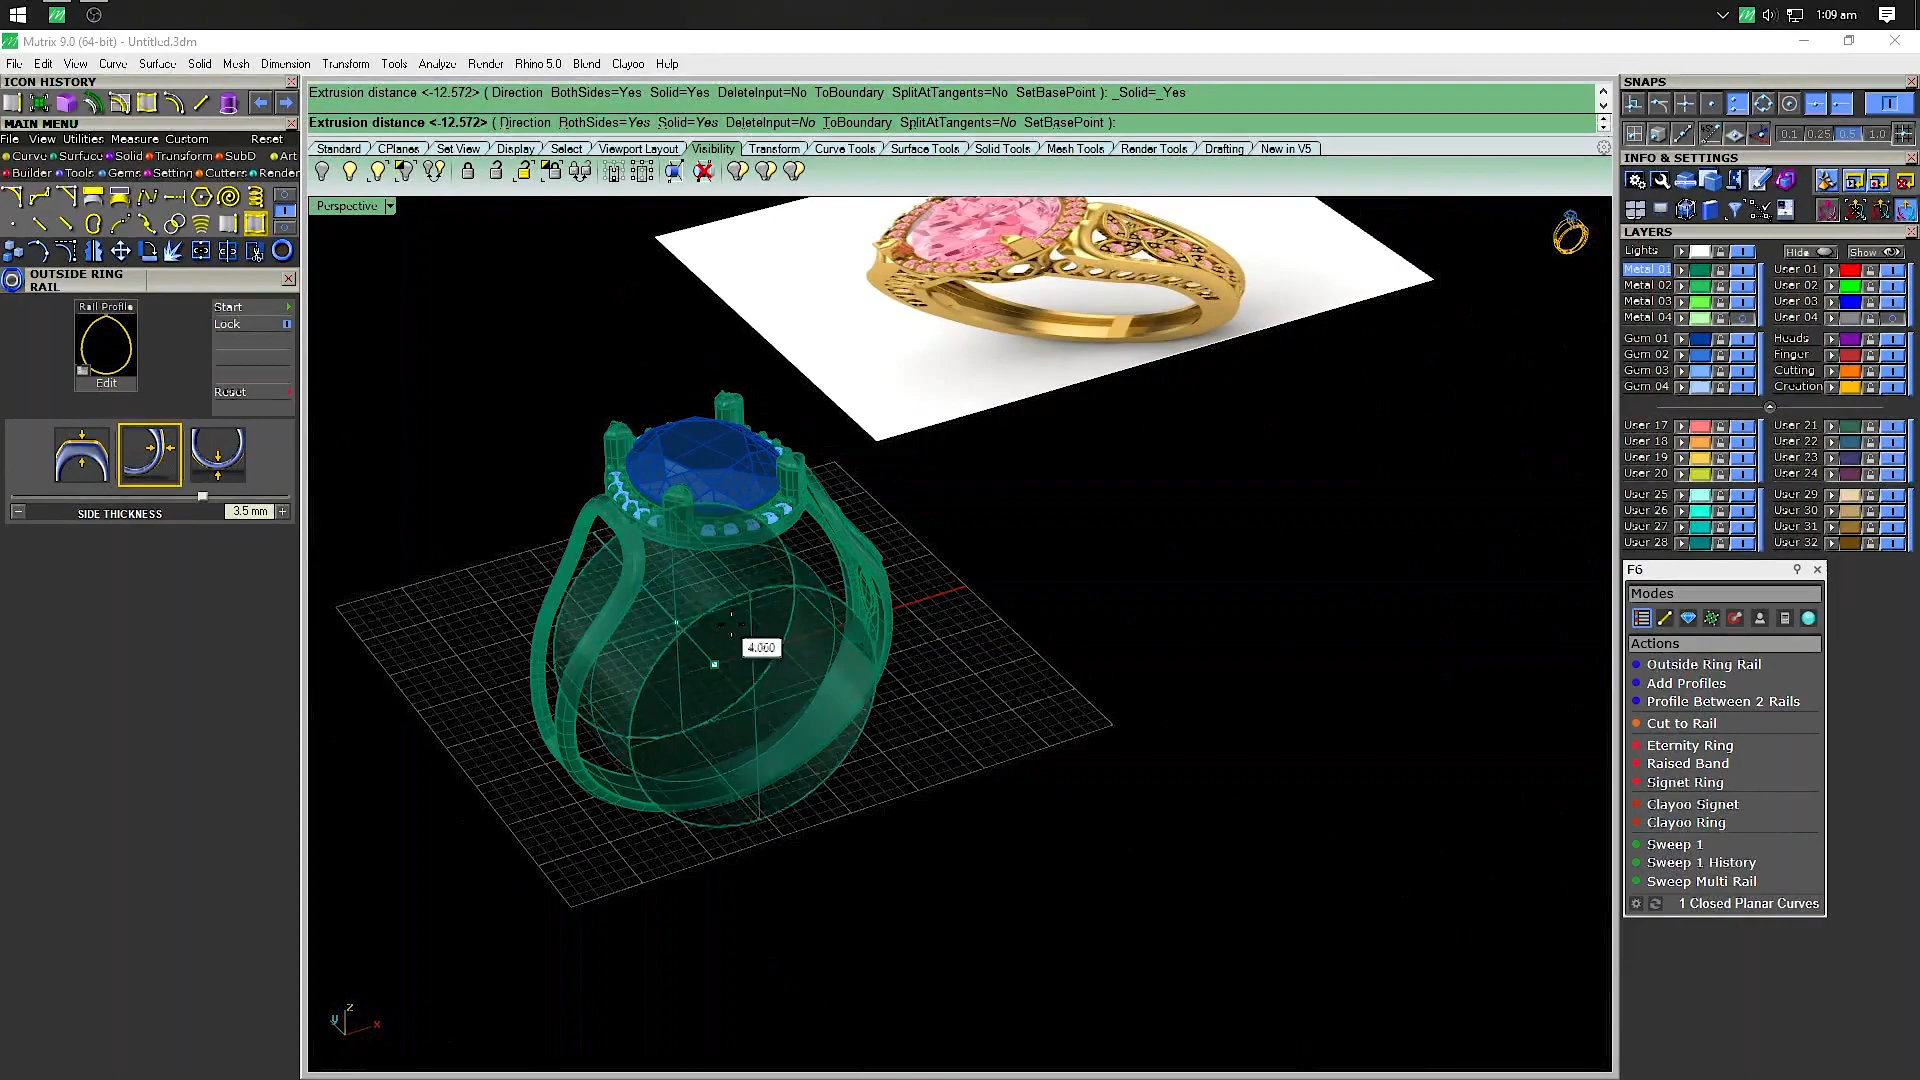 1:09 am
Matrix 9.0 (64-bit) - Untitled.3dm
File Edit View Curve Surface Solid Mesh Dimension Transform Tools Analyze Render Rhino 5.0 Blend Clayoo Help
ICON HISTORY
MAIN MENU
File View Utilities Measure Custom Reset
Curve Surface Solid Transform SubD Art
Builder Tools Gems Setting Cutters Render
OUTSIDE RING
RAIL
Rail Profile
Edit
Start
Lock
Reset
SIDE THICKNESS
3.5 mm
Extrusion distance <-12.572> ( Direction BothSides=Yes Solid=Yes DeleteInput=No ToBoundary SplitAtTangents=No SetBasePoint ): _Solid=_Yes
Extrusion distance <-12.572> ( Direction BothSides=Yes Solid=Yes DeleteInput=No ToBoundary SplitAtTangents=No SetBasePoint ):
Standard CPlanes Set View Display Select Viewport Layout Visibility Transform Curve Tools Surface Tools Solid Tools Mesh Tools Render Tools Drafting New in V5
Perspective
4.060
z
y
x
SNAPS
0.1 0.25 0.5 1.0
INFO & SETTINGS
LAYERS
Lights Hide Show
Metal 01 User 01
Metal 02 User 02
Metal 03 User 03
Metal 04 User 04
Gem 01 Heads
Gem 02 Finger
Gem 03 Cutting
Gem 04 Creation
User 17 User 21
User 18 User 22
User 19 User 23
User 20 User 24
User 25 User 29
User 26 User 30
User 27 User 31
User 28 User 32
F6
Modes
Actions
Outside Ring Rail
Add Profiles
Profile Between 2 Rails
Cut to Rail
Eternity Ring
Raised Band
Signet Ring
Clayoo Signet
Clayoo Ring
Sweep 1
Sweep 1 History
Sweep Multi Rail
1 Closed Planar Curves